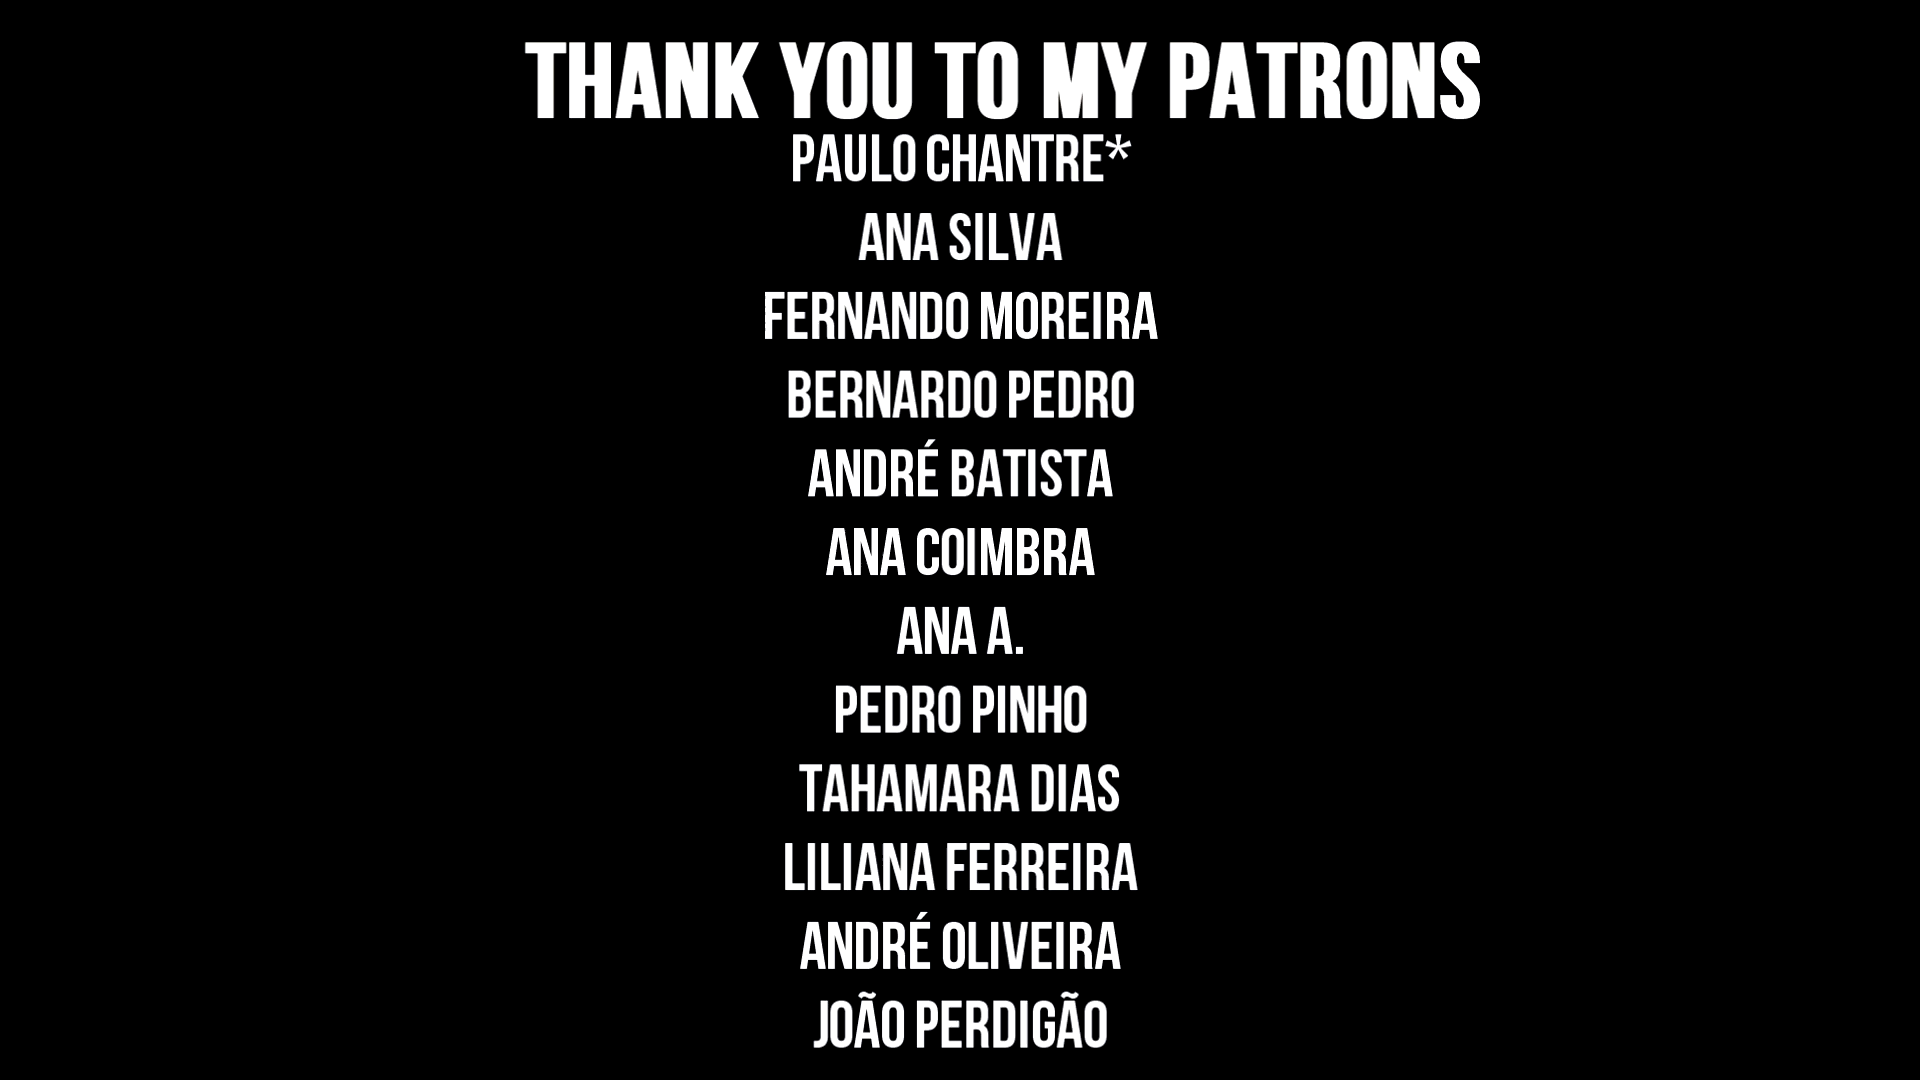 THANK YOU TO MY PATRONS
PAULO CHANTRE*
ANA SILVA
FERNANDO MOREIRA
BERNARDO PEDRO
ANDRÉ BATISTA
ANA COIMBRA
ANA A.
PEDRO PINHO
TAHAMARA DIAS
LILIANA FERREIRA
ANDRÉ OLIVEIRA
JOÃO PERDIGÃO